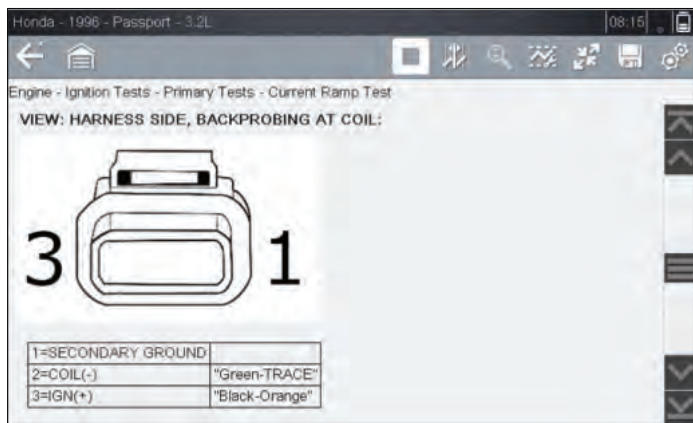 Honda - 1996 - Passport - 3.2L 08:15
Engine - Ignition Tests - Primary Tests - Current Ramp Test
VIEW: HARNESS SIDE, BACKPROBING AT COIL:
3 1
1=SECONDARY GROUND
2=COIL(-) "Green-TRACE"
3=IGN(+) "Black-Orange"